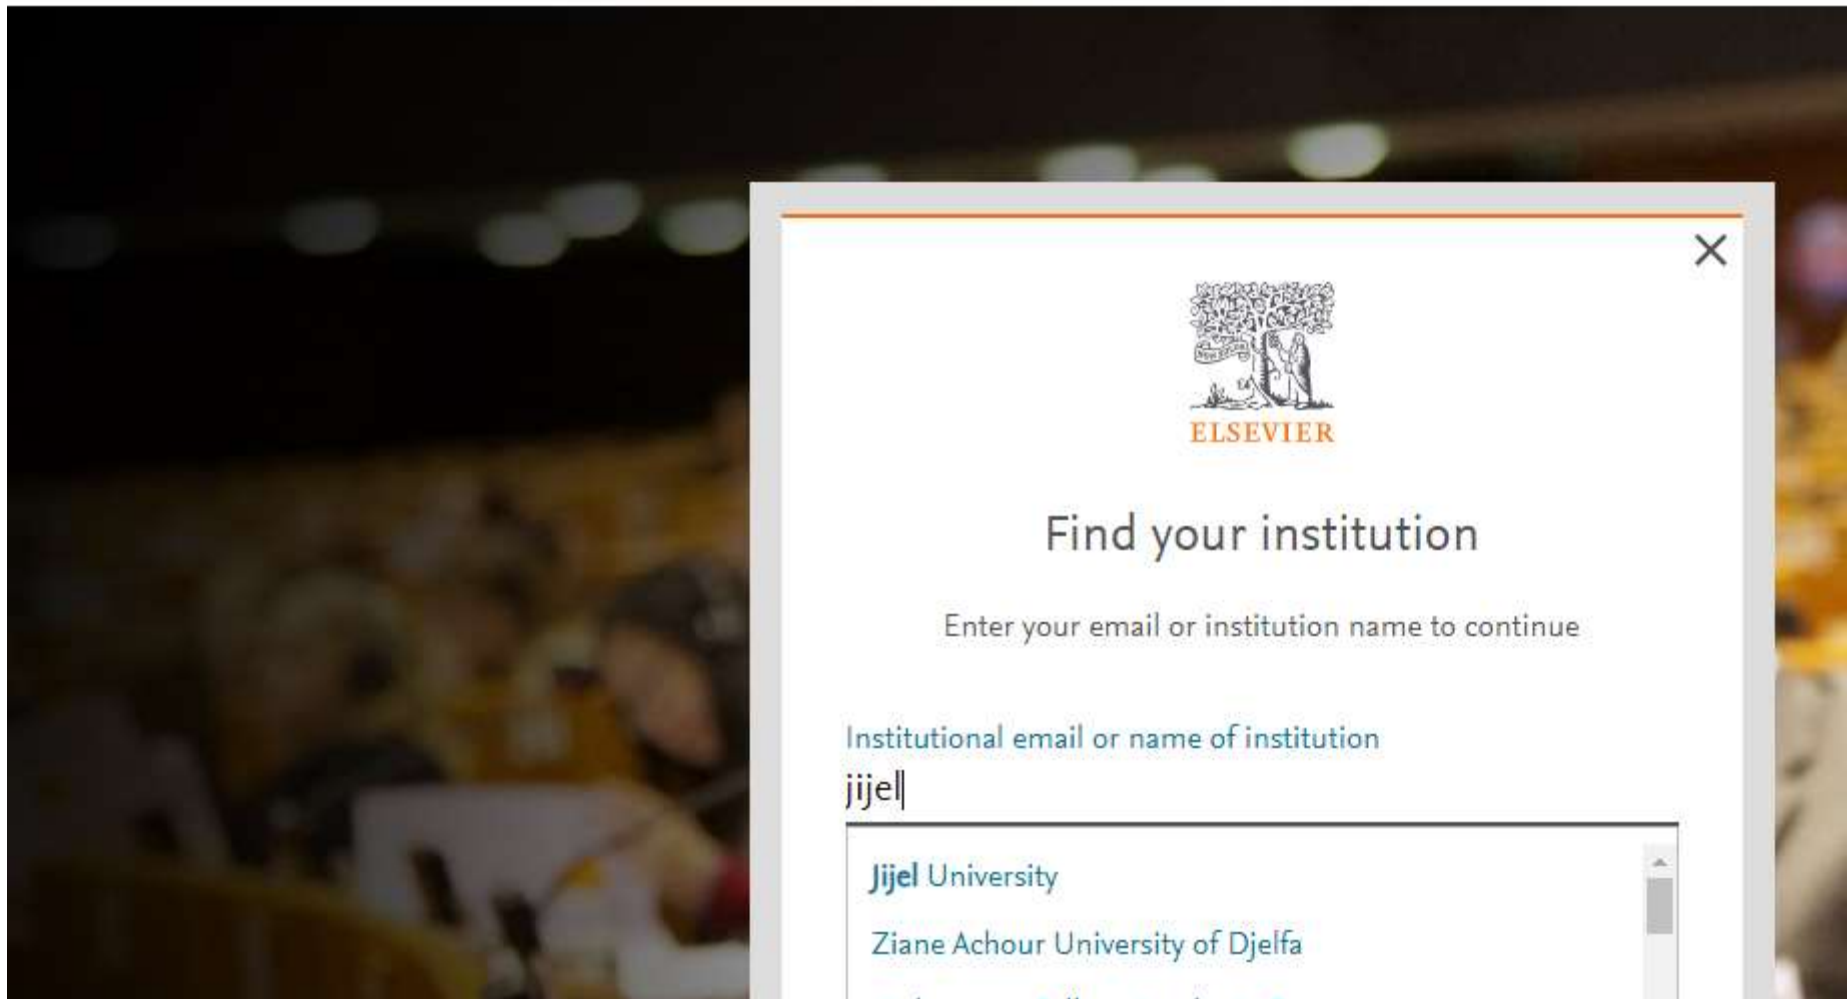 ELSEVIER
Find your institution
Enter your email or institution name to continue
Institutional email or name of institution
jijel
Jijel University
Ziane Achour University of Djelfa